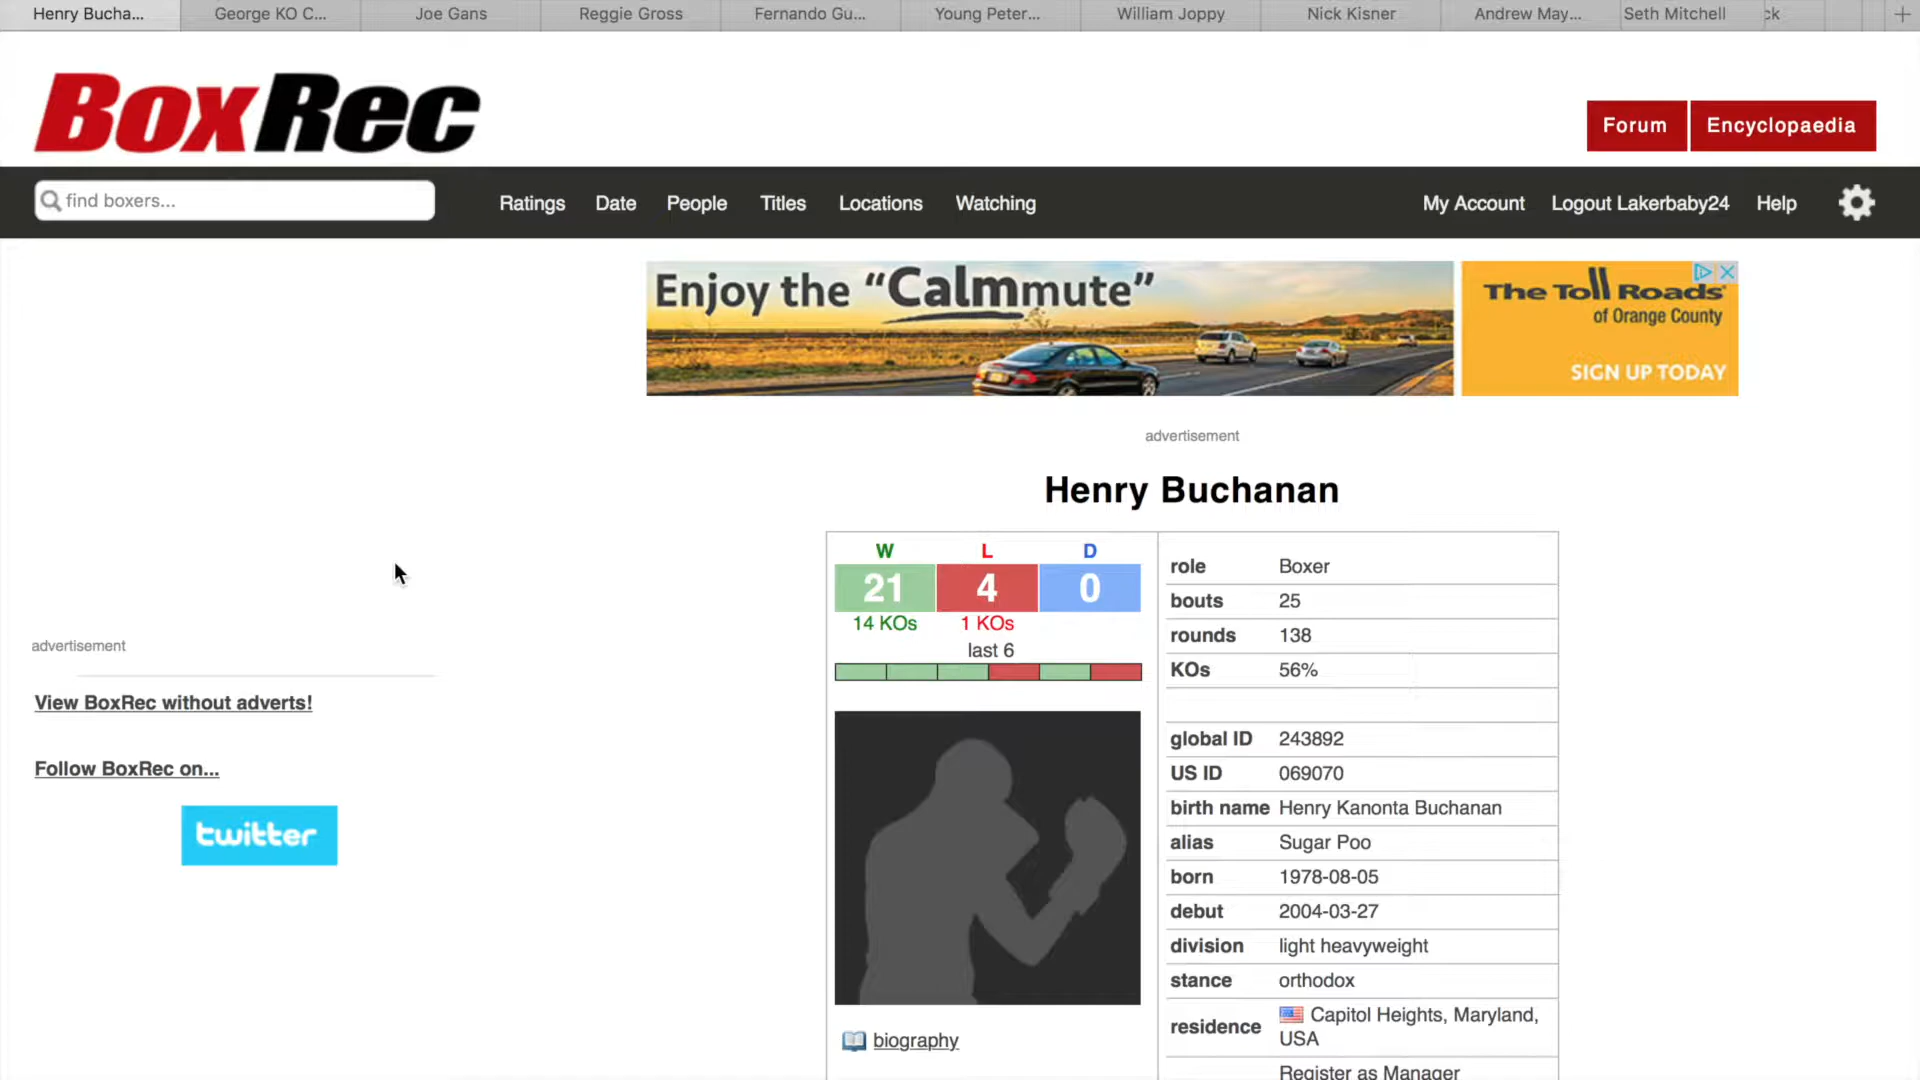 Henry Bucha...
George KO C...
Joe Gans
Reggie Gross
Fernando Gu...
Young Peter...
William Joppy
Nick Kisner
Andrew May...
Seth Mitchell
ck
BoxRec
Forum
Encyclopaedia
find boxers...
Ratings
Date
People
Titles
Locations
Watching
My Account
Logout Lakerbaby24
Help
Enjoy the “Calmmute”
The Toll Roads
of Orange County
SIGN UP TODAY
advertisement
Henry Buchanan
W L D
21 4 0
14 KOs 1 KOs
last 6
role Boxer
bouts 25
rounds 138
KOs 56%
global ID 243892
US ID 069070
birth name Henry Kanonta Buchanan
alias Sugar Poo
born 1978-08-05
debut 2004-03-27
division light heavyweight
stance orthodox
residence Capitol Heights, Maryland,
USA
Register as Manager
biography
advertisement
View BoxRec without adverts!
Follow BoxRec on...
twitter